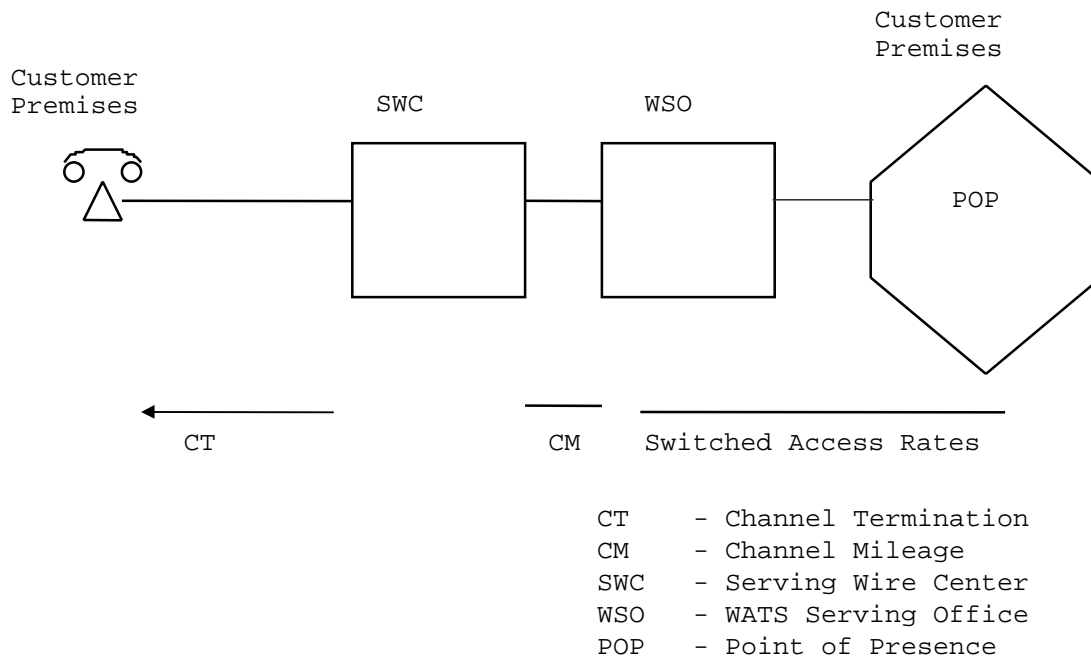 Customer
Premises
Customer
Premises
SWC
WSO
POP
CT
CM
Switched Access Rates
CT - Channel Termination
CM - Channel Mileage
SWC - Serving Wire Center
WSO - WATS Serving Office
POP - Point of Presence